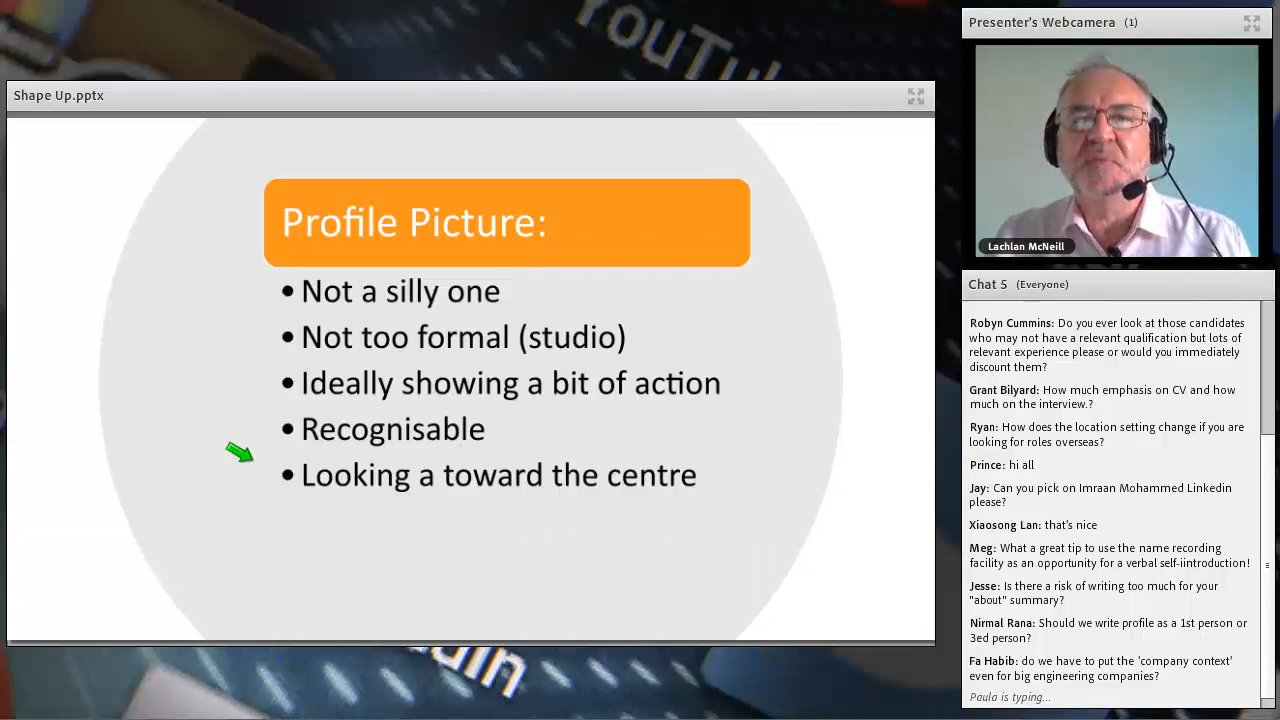 YouTu
Shape Up.pptx
Profile Picture:
• Not a silly one
• Not too formal (studio)
• Ideally showing a bit of action
• Recognisable
• Looking a toward the centre
Presenter's Webcamera (1)
Lachlan McNeill
Chat 5 (Everyone)
Robyn Cummins: Do you ever look at those candidates
who may not have a relevant qualification but lots of
relevant experience please or would you immediately
discount them?
Grant Bilyard: How much emphasis on CV and how
much on the interview.?
Ryan: How does the location setting change if you are
looking for roles overseas?
Prince: hi all
Jay: Can you pick on Imraan Mohammed Linkedin
please?
Xiaosong Lan: that's nice
Meg: What a great tip to use the name recording
facility as an opportunity for a verbal self-iintroduction!
Jesse: Is there a risk of writing too much for your
"about" summary?
Nirmal Rana: Should we write profile as a 1st person or
3ed person?
Fa Habib: do we have to put the 'company context'
even for big engineering companies?
Paula is typing...